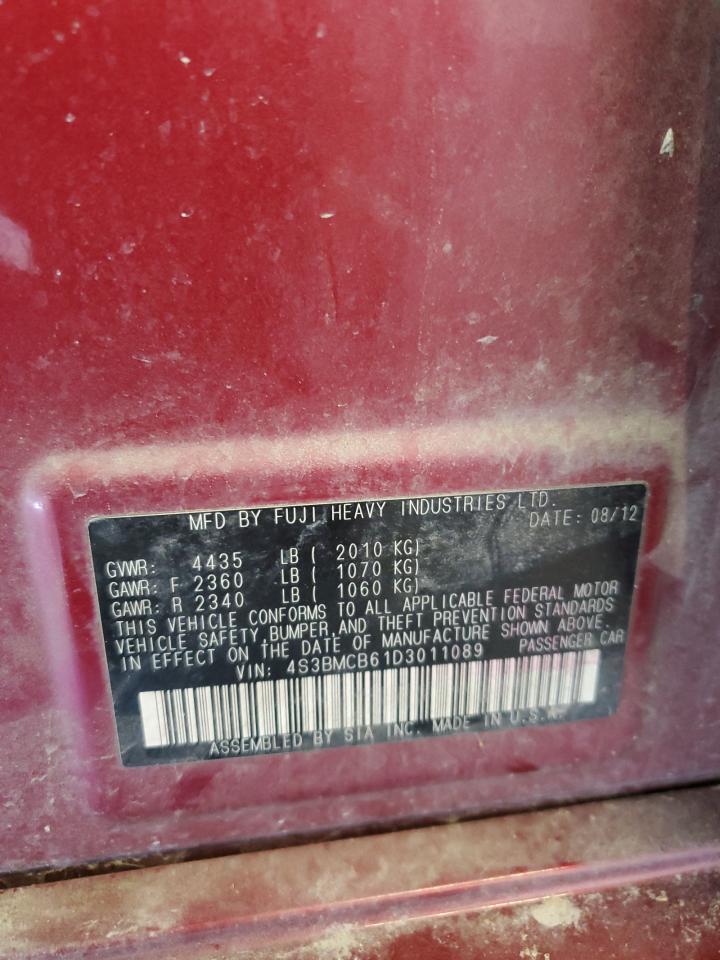 MFD BY FUJI HEAVY INDUSTRIES LTD.
DATE: 08/12
GVWR: 4435 LB ( 2010 KG)
GAWR: F 2360 LB ( 1070 KG)
GAWR: R 2340 LB ( 1060 KG)
THIS VEHICLE CONFORMS TO ALL APPLICABLE FEDERAL MOTOR
VEHICLE SAFETY,BUMPER,AND THEFT PREVENTION STANDARDS
IN EFFECT ON THE DATE OF MANUFACTURE SHOWN ABOVE.
VIN: 4S3BMCB61D3011089 PASSENGER CAR
ASSEMBLED BY SIA INC. MADE IN U.S.A.